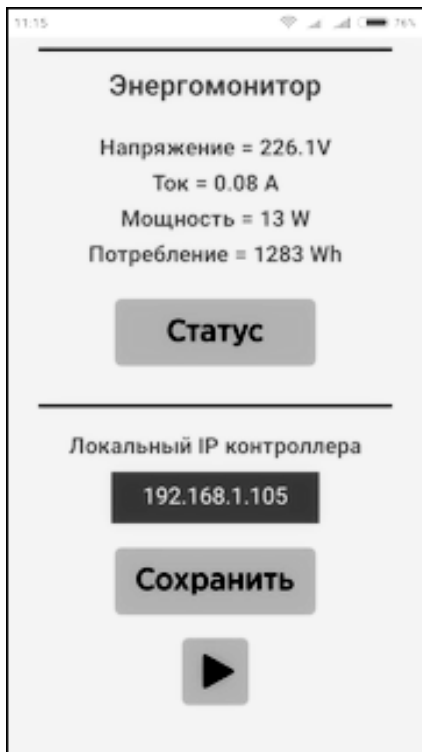 11:15 76%
Энергомонитор
Напряжение = 226.1V
Ток = 0.08 A
Мощность = 13 W
Потребление = 1283 Wh
Статус
Локальный IP контроллера
192.168.1.105
Сохранить